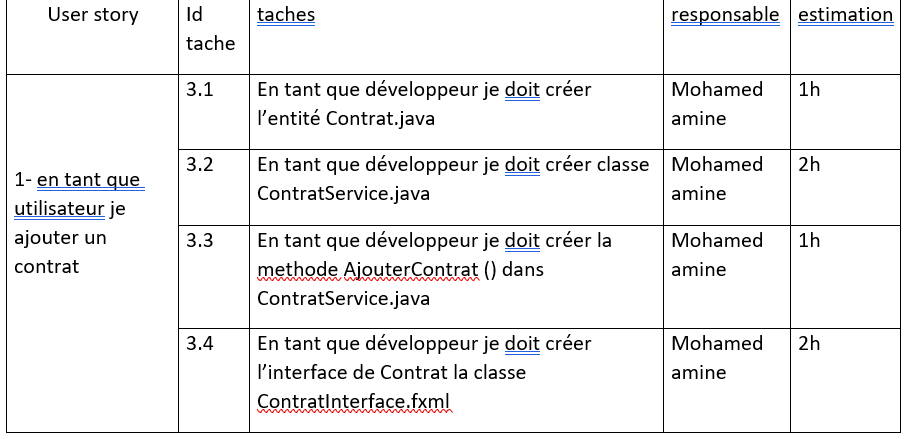 User story
Id
tache
taches
responsable
estimation
1- en tant que
utilisateur je
ajouter un
contrat
3.1
En tant que développeur je doit créer
l’entité Contrat.java
Mohamed
amine
1h
3.2
En tant que développeur je doit créer classe
ContratService.java
Mohamed
amine
2h
3.3
En tant que développeur je doit créer la
methode AjouterContrat () dans
ContratService.java
Mohamed
amine
1h
3.4
En tant que développeur je doit créer
l’interface de Contrat la classe
ContratInterface.fxml
Mohamed
amine
2h